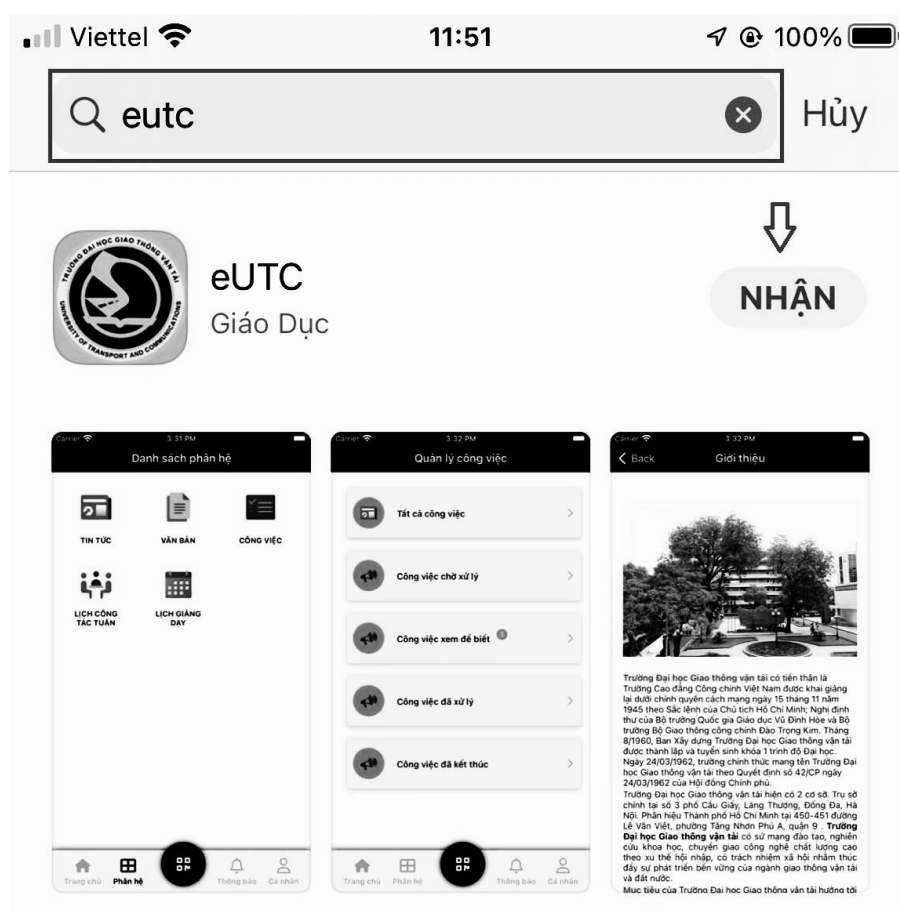 Viettel 11:51 100%
eutc Hủy
TRƯỜNG ĐẠI HỌC GIAO THÔNG VẬN TẢI
UNIVERSITY OF TRANSPORT AND COMMUNICATIONS
eUTC
Giáo Dục
NHẬN
Carrier 3:31 PM
Danh sách phân hệ
TIN TỨC VĂN BẢN CÔNG VIỆC
LỊCH CÔNG LỊCH GIẢNG
TÁC TUẦN DẠY
Trang chủ Phân hệ Thông báo Cá nhân
Carrier 3:32 PM
Quản lý công việc
Tất cả công việc
Công việc chờ xử lý
Công việc xem để biết 1
Công việc đã xử lý
Công việc đã kết thúc
Trang chủ Phân hệ Thông báo Cá nhân
Carrier 3:32 PM
Back Giới thiệu
Trường Đại học Giao thông vận tải có tiền thân là
Trường Cao đẳng Công chính Việt Nam được khai giảng
lại dưới chính quyền cách mạng ngày 15 tháng 11 năm
1945 theo Sắc lệnh của Chủ tịch Hồ Chí Minh; Nghị định
thư của Bộ trưởng Quốc gia Giáo dục Vũ Đình Hòe và Bộ
trưởng Bộ Giao thông công chính Đào Trọng Kim. Tháng
8/1960, Ban Xây dựng Trường Đại học Giao thông vận tải
được thành lập và tuyển sinh khóa 1 trình độ Đại học.
Ngày 24/03/1962, trường chính thức mang tên Trường Đại
học Giao thông vận tải theo Quyết định số 42/CP ngày
24/03/1962 của Hội đồng Chính phủ.
Trường Đại học Giao thông vận tải hiện có 2 cơ sở. Trụ sở
chính tại số 3 phố Cầu Giấy, Láng Thượng, Đống Đa, Hà
Nội. Phân hiệu Thành phố Hồ Chí Minh tại 450-451 đường
Lê Văn Việt, phường Tăng Nhơn Phú A, quận 9 . Trường
Đại học Giao thông vận tải có sứ mạng đào tạo, nghiên
cứu khoa học, chuyển giao công nghệ chất lượng cao
theo xu thế hội nhập, có trách nhiệm xã hội nhằm thúc
đẩy sự phát triển bền vững của ngành giao thông vận tải
và đất nước.
Mục tiêu của Trường Đại học Giao thông vận tải hướng tới